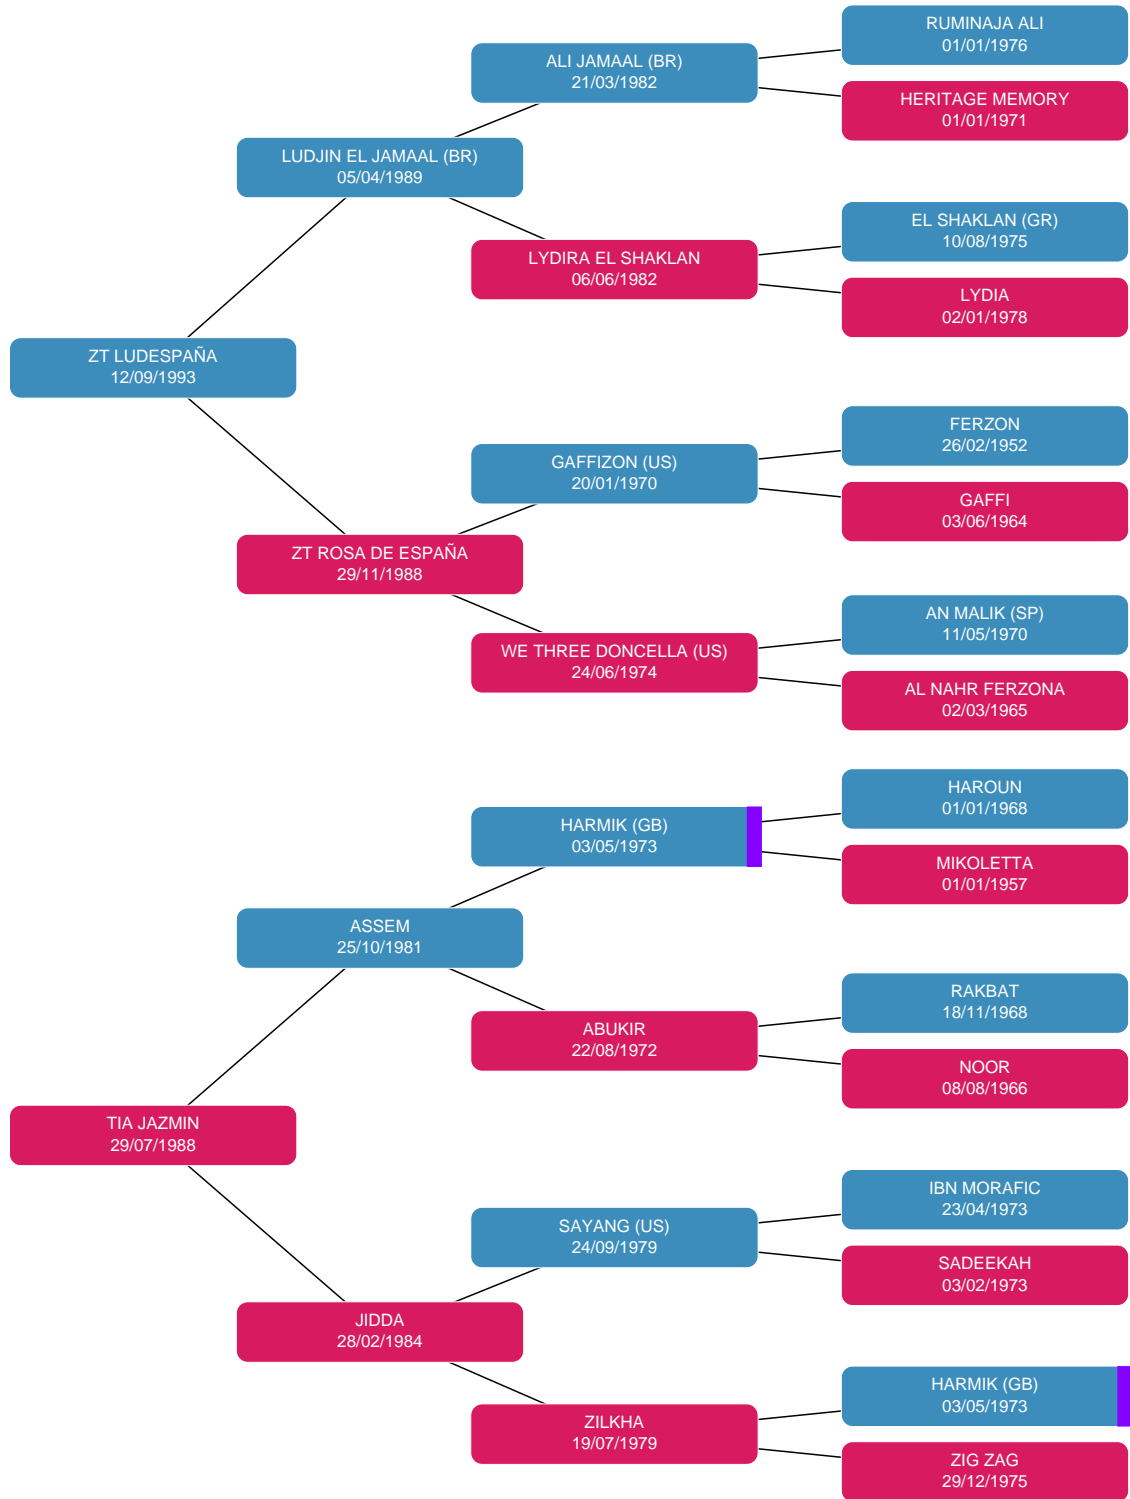 RUMINAJA ALI
01/01/1976
ALI JAMAAL (BR)
21/03/1982
HERITAGE MEMORY
01/01/1971
LUDJIN EL JAMAAL (BR)
05/04/1989
EL SHAKLAN (GR)
10/08/1975
LYDIRA EL SHAKLAN
06/06/1982
LYDIA
02/01/1978
ZT LUDESPAÑA
12/09/1993
FERZON
26/02/1952
GAFFIZON (US)
20/01/1970
GAFFI
03/06/1964
ZT ROSA DE ESPAÑA
29/11/1988
AN MALIK (SP)
11/05/1970
WE THREE DONCELLA (US)
24/06/1974
AL NAHR FERZONA
02/03/1965
HAROUN
01/01/1968
HARMIK (GB)
03/05/1973
MIKOLETTA
01/01/1957
ASSEM
25/10/1981
RAKBAT
18/11/1968
ABUKIR
22/08/1972
NOOR
08/08/1966
TIA JAZMIN
29/07/1988
IBN MORAFIC
23/04/1973
SAYANG (US)
24/09/1979
SADEEKAH
03/02/1973
JIDDA
28/02/1984
HARMIK (GB)
03/05/1973
ZILKHA
19/07/1979
ZIG ZAG
29/12/1975